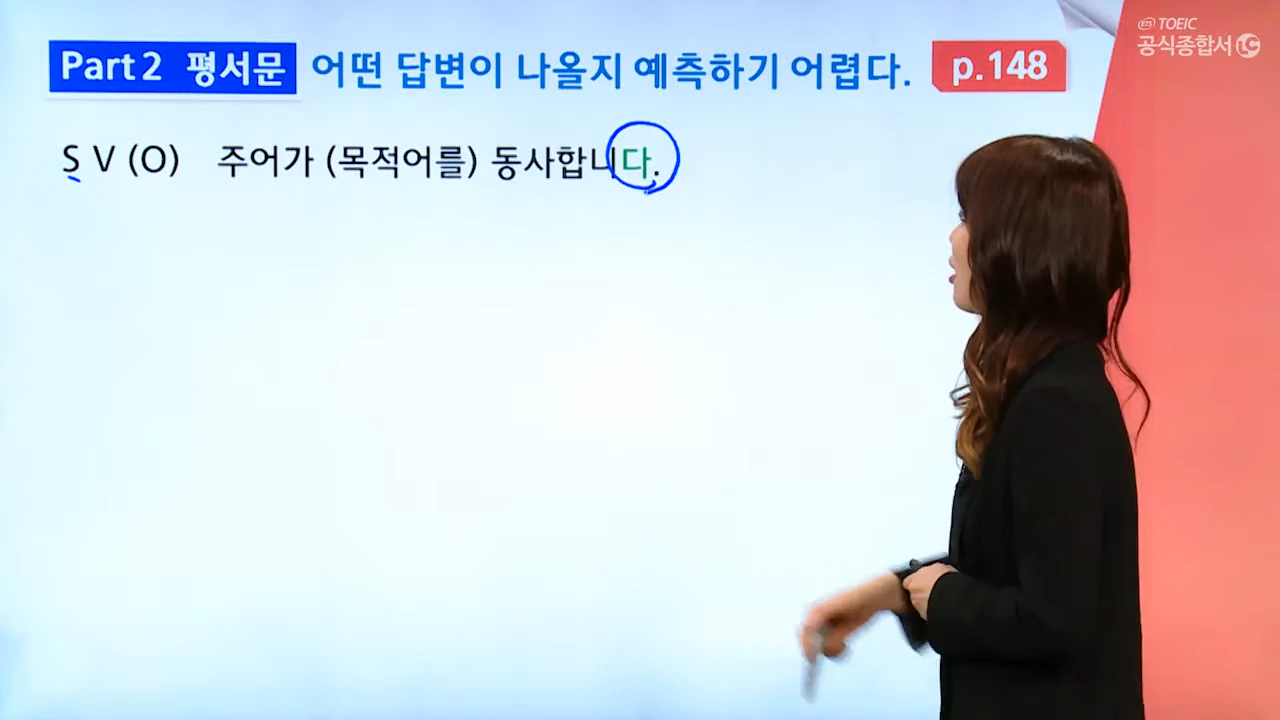 Part 2 평서문 어떤 답변이 나올지 예측하기 어렵다. p.148
ETS TOEIC
공식종합서 LC
S V (O) 주어가 (목적어를) 동사합니다.